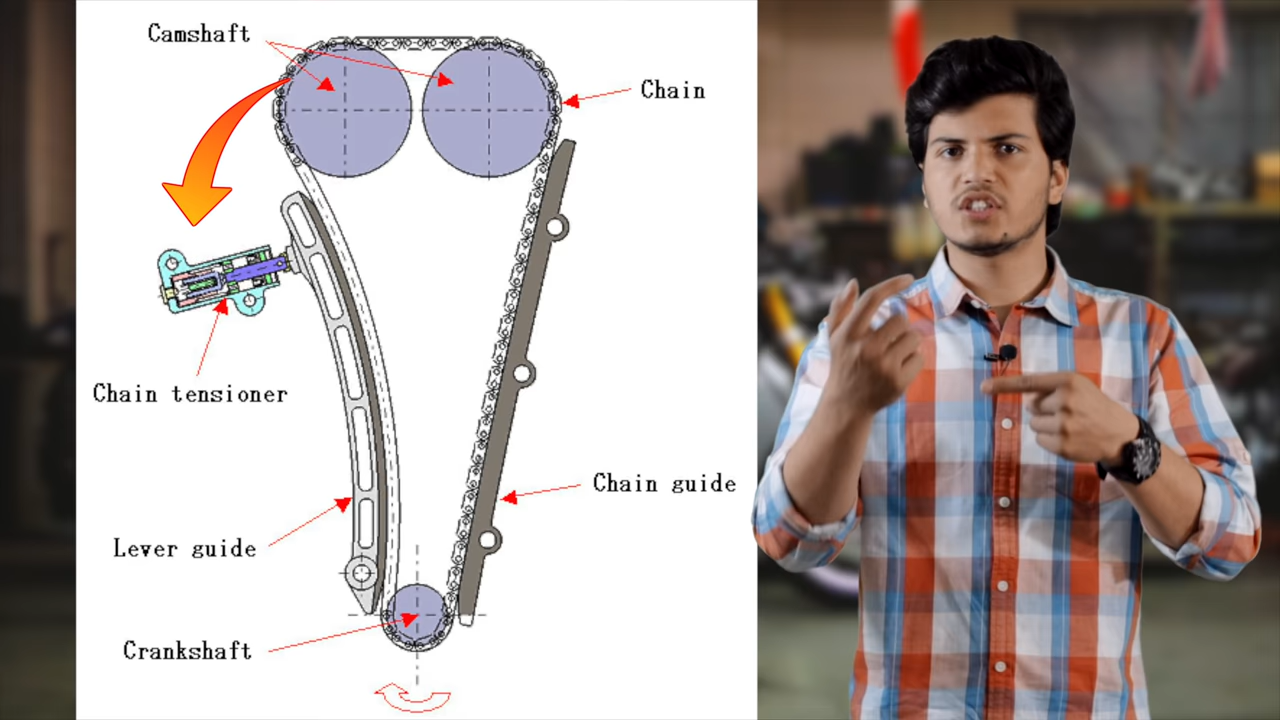 Camshaft
Chain
Chain tensioner
Chain guide
Lever guide
Crankshaft